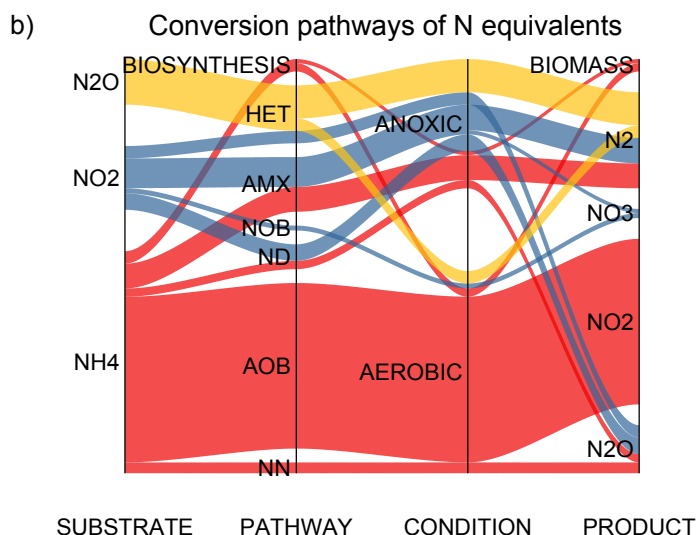 b) Conversion pathways of N equivalents
BIOSYNTHESIS
BIOMASS
N2O
HET
ANOXIC
N2
NO2
AMX
NO3
NOB
ND
NO2
NH4
AOB
AEROBIC
N2O
NN
SUBSTRATE PATHWAY CONDITION PRODUCT